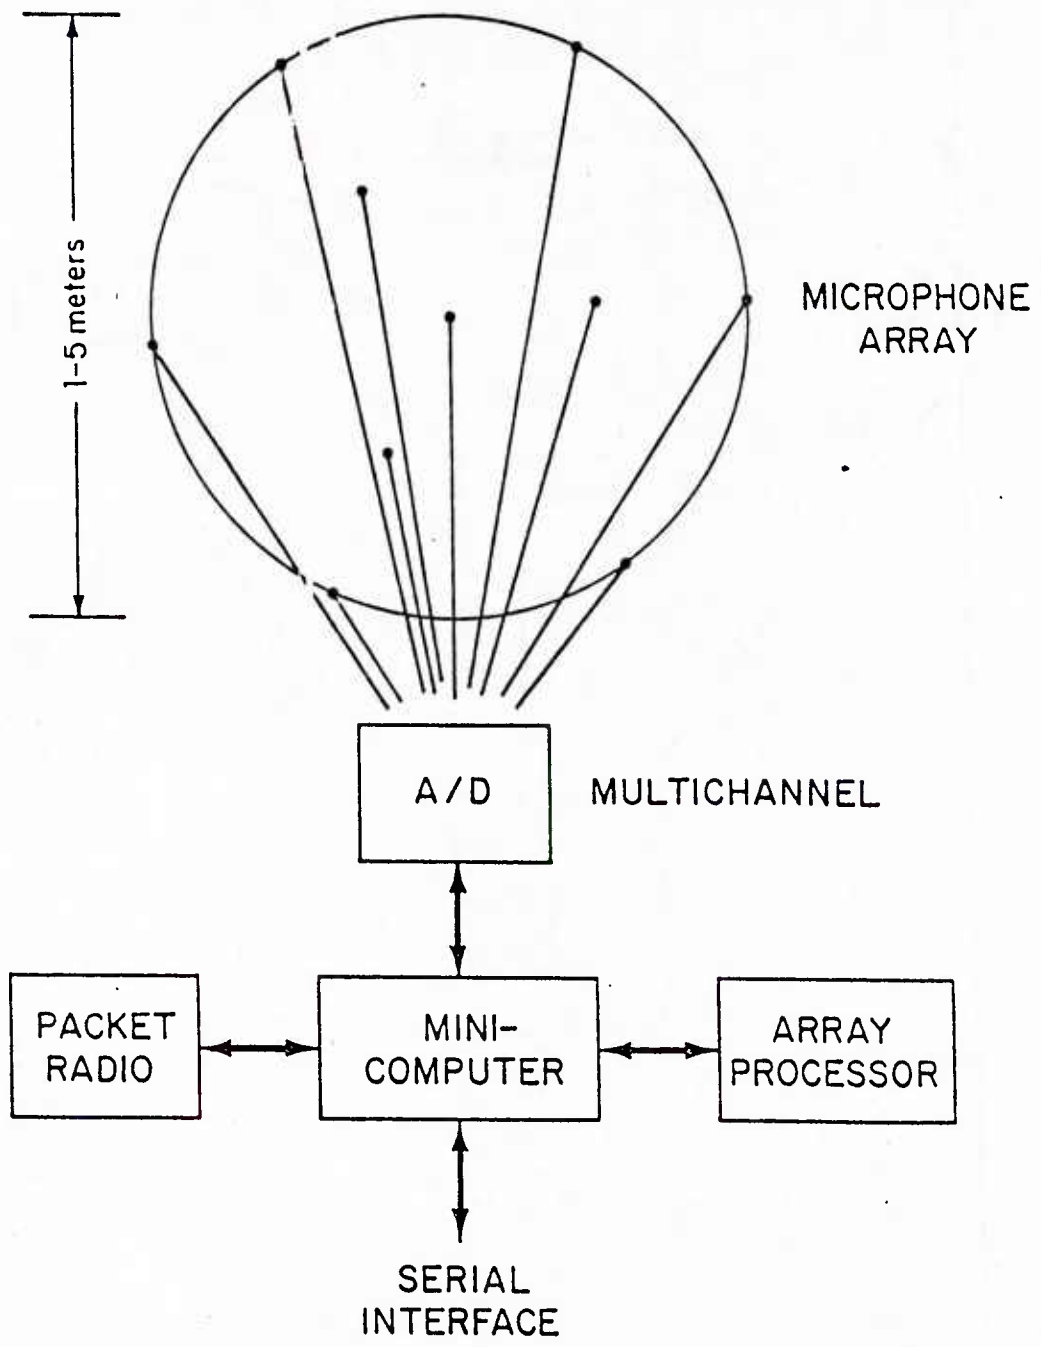 1-5 meters
MICROPHONE
ARRAY
A/D
MULTICHANNEL
PACKET
RADIO
MINI-
COMPUTER
ARRAY
PROCESSOR
SERIAL
INTERFACE